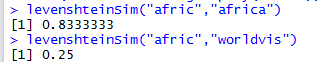 > levenshteinSim("afric","africa")
[1] 0.8333333
> levenshteinSim("afric","worldvis")
[1] 0.25